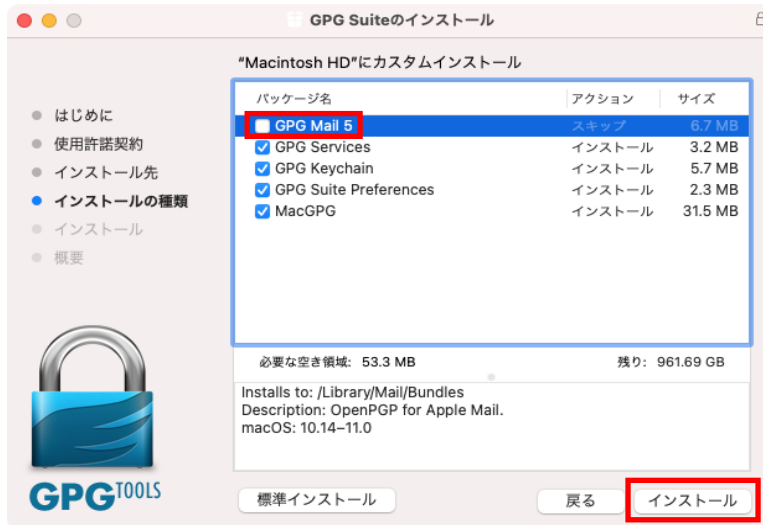 GPG Suiteのインストール
"Macintosh HD"にカスタムインストール
はじめに
使用許諾契約
インストール先
インストールの種類
インストール
概要
パッケージ名 アクション サイズ
GPG Mail 5 スキップ 6.7 MB
GPG Services インストール 3.2 MB
GPG Keychain インストール 5.7 MB
GPG Suite Preferences インストール 2.3 MB
MacGPG インストール 31.5 MB
必要な空き領域: 53.3 MB 残り: 961.69 GB
Installs to: /Library/Mail/Bundles
Description: OpenPGP for Apple Mail.
macOS: 10.14–11.0
GPGTOOLS
標準インストール 戻る インストール